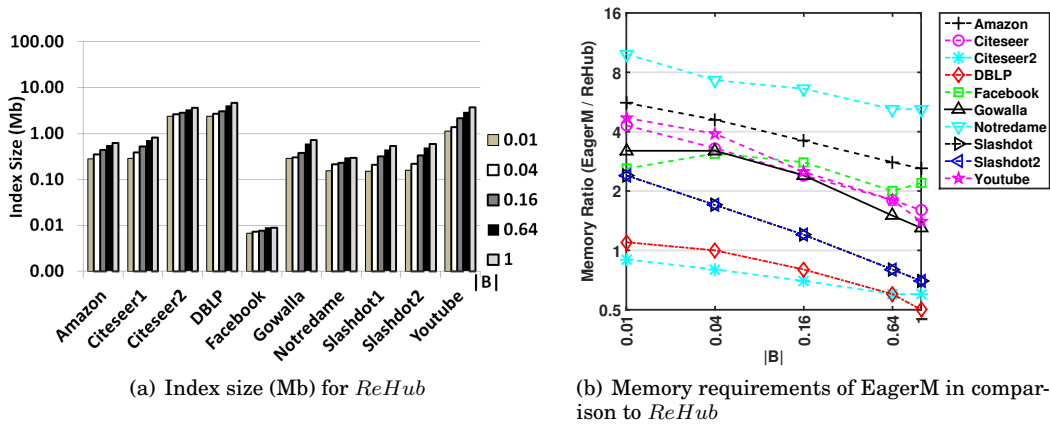 100.00
10.00
1.00
0.10
0.01
0.00
Index Size (Mb)
Amazon
Citeseer1
Citeseer2
DBLP
Facebook
Gowalla
Notredame
Slashdot1
Slashdot2
Youtube
0.01
0.04
0.16
0.64
1
|B|
(a) Index size (Mb) for ReHub
16
8
4
2
1
0.5
Memory Ratio (EagerM / ReHub)
0.01
0.04
0.16
0.64
1
|B|
Amazon
Citeseer
Citeseer2
DBLP
Facebook
Gowalla
Notredame
Slashdot
Slashdot2
Youtube
(b) Memory requirements of EagerM in compar-
ison to ReHub